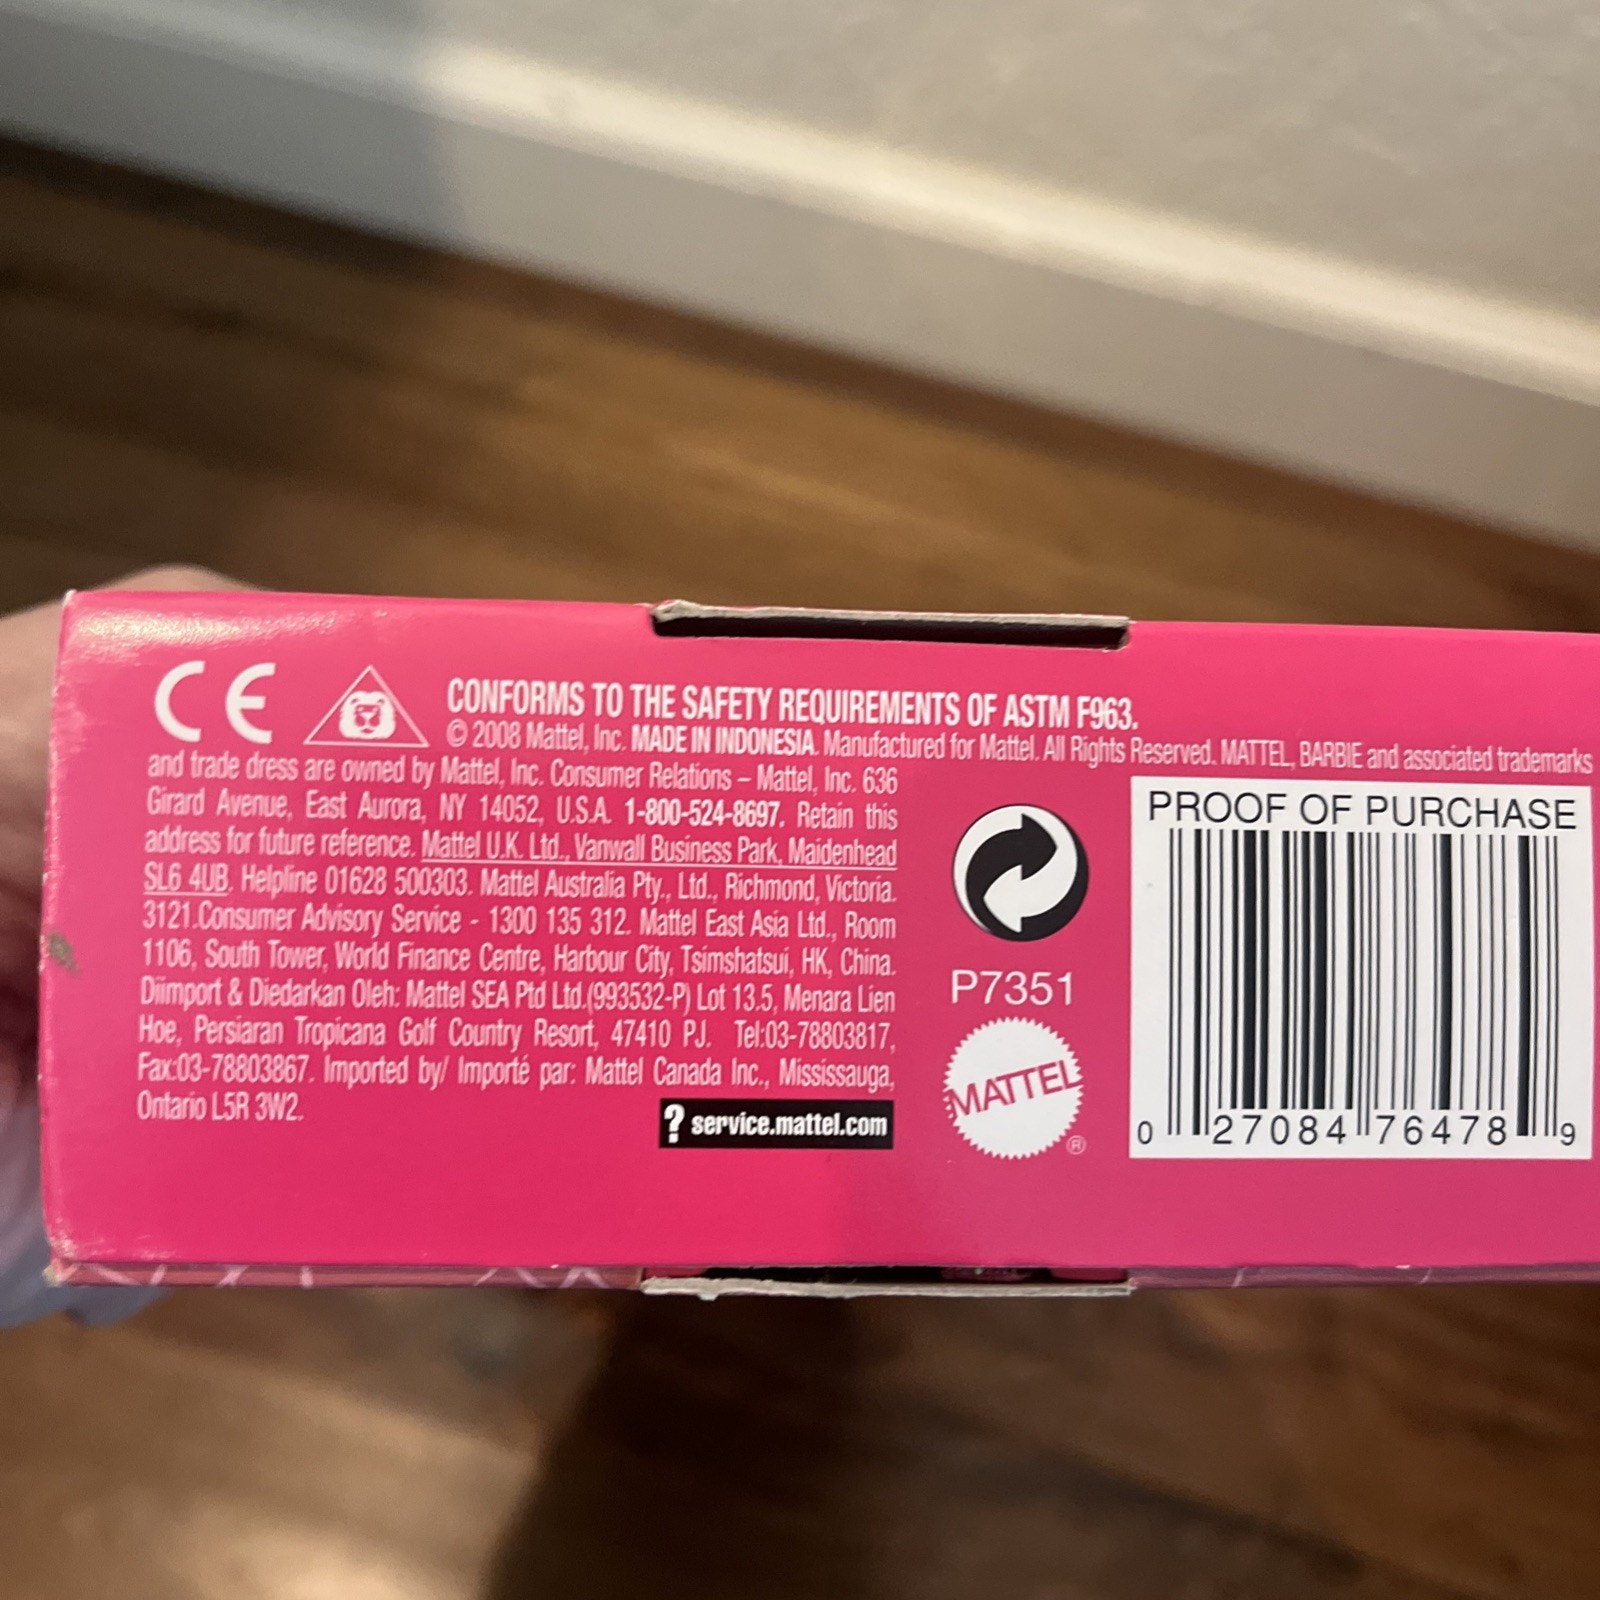 CE
CONFORMS TO THE SAFETY REQUIREMENTS OF ASTM F963.
© 2008 Mattel, Inc. MADE IN INDONESIA. Manufactured for Mattel. All Rights Reserved. MATTEL, BARBIE and associated trademarks
and trade dress are owned by Mattel, Inc. Consumer Relations – Mattel, Inc. 636
Girard Avenue, East Aurora, NY 14052, U.S.A. 1-800-524-8697. Retain this
address for future reference. Mattel U.K. Ltd., Vanwall Business Park, Maidenhead
SL6 4UB. Helpline 01628 500303. Mattel Australia Pty., Ltd., Richmond, Victoria.
3121.Consumer Advisory Service - 1300 135 312. Mattel East Asia Ltd., Room
1106, South Tower, World Finance Centre, Harbour City, Tsimshatsui, HK, China.
Diimport & Diedarkan Oleh: Mattel SEA Ptd Ltd.(993532-P) Lot 13.5, Menara Lien
Hoe, Persiaran Tropicana Golf Country Resort, 47410 PJ. Tel:03-78803817,
Fax:03-78803867. Imported by/ Importé par: Mattel Canada Inc., Mississauga,
Ontario L5R 3W2.
? service.mattel.com
P7351
MATTEL
®
PROOF OF PURCHASE
0 27084 76478 9